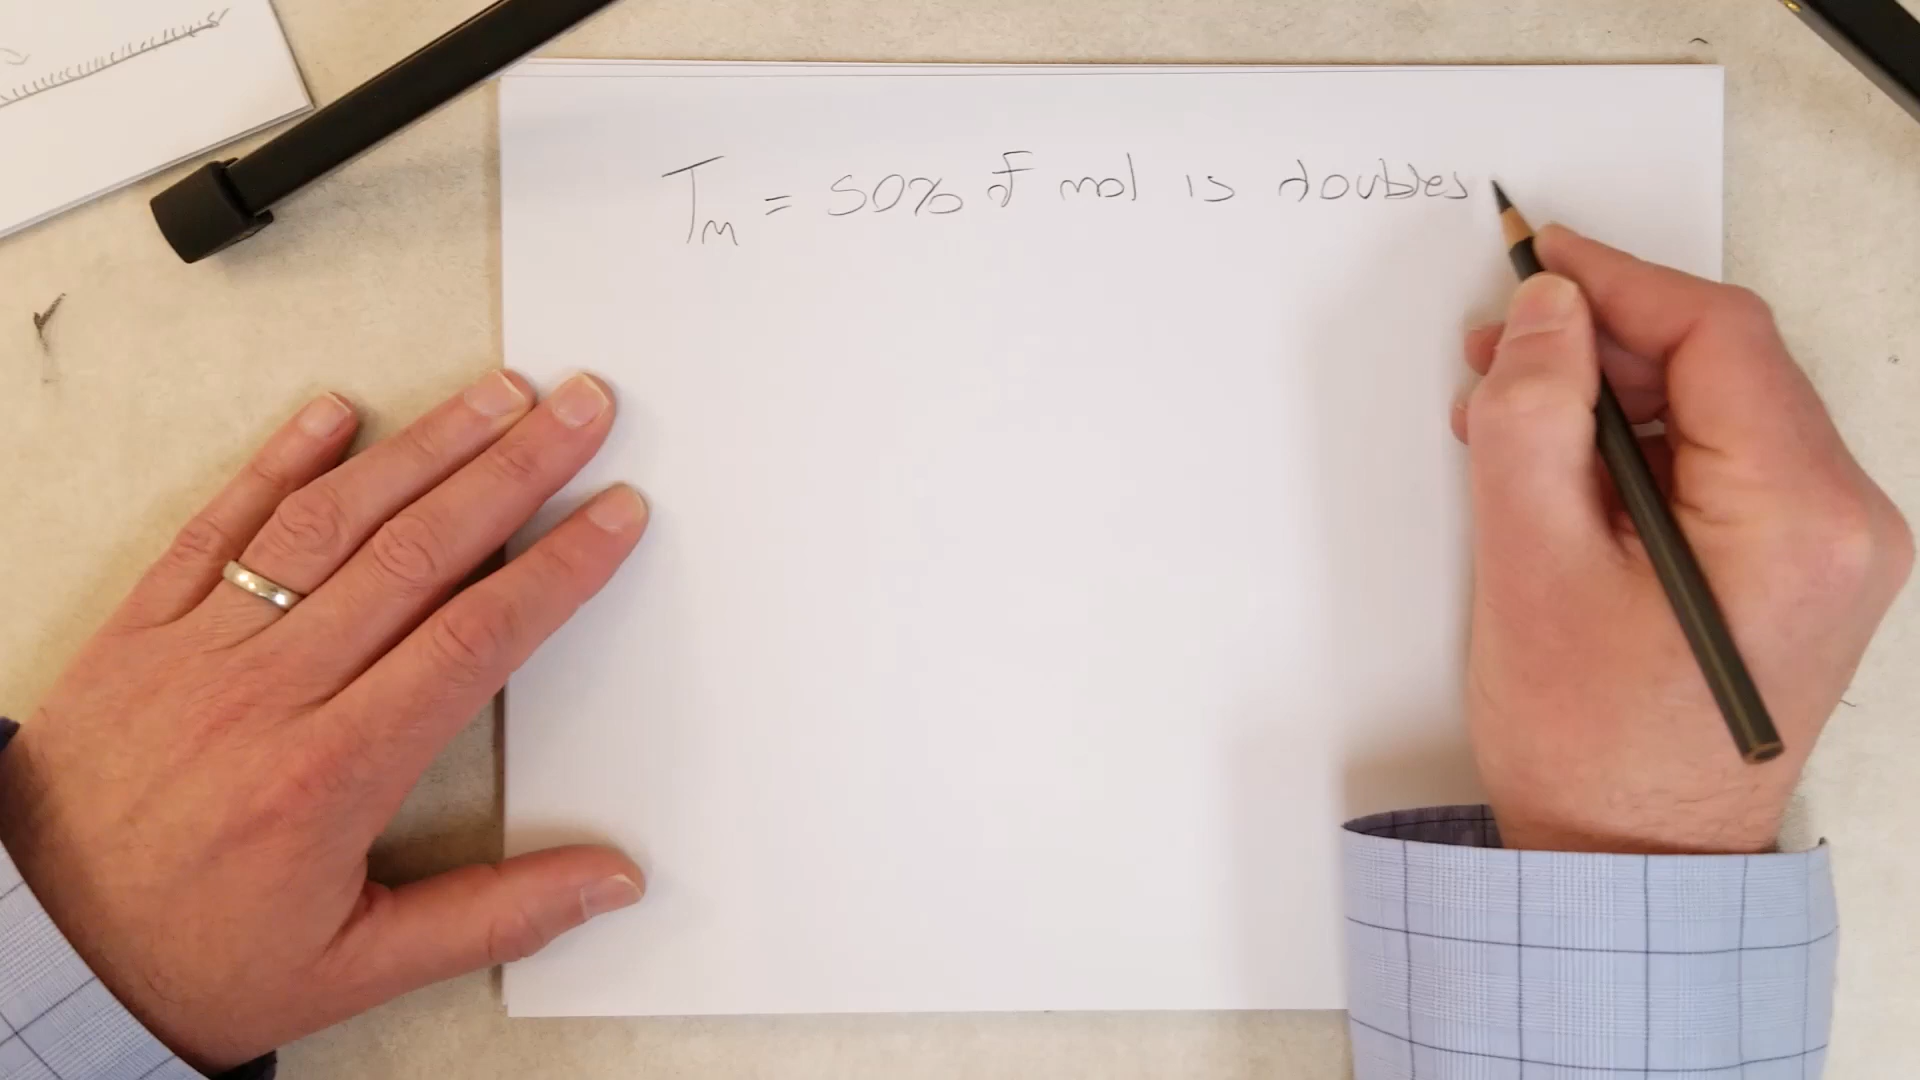 Tm = 50% of mol is doubles